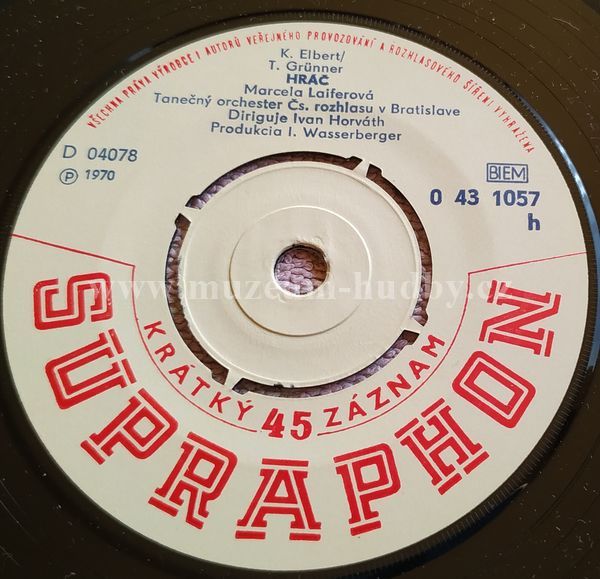 VŠECHNA PRÁVA VÝROBCE I AUTORŮ VEŘEJNÉHO PROVOZOVÁNÍ A ROZHLASOVÉHO ŠÍŘENÍ VYHRAŽENA
K. Elbert/
T. Grünner
HRÁČ
Marcela Laiferová
Tanečný orchester Čs. rozhlasu v Bratislave
Diriguje Ivan Horváth
Produkcia I. Wasserberger
D 04078
Ⓟ 1970
BIEM
0 43 1057
h
www.muzeum-hudby.cz
KRÁTKÝ 45 ZÁZNAM
SUPRAPHON